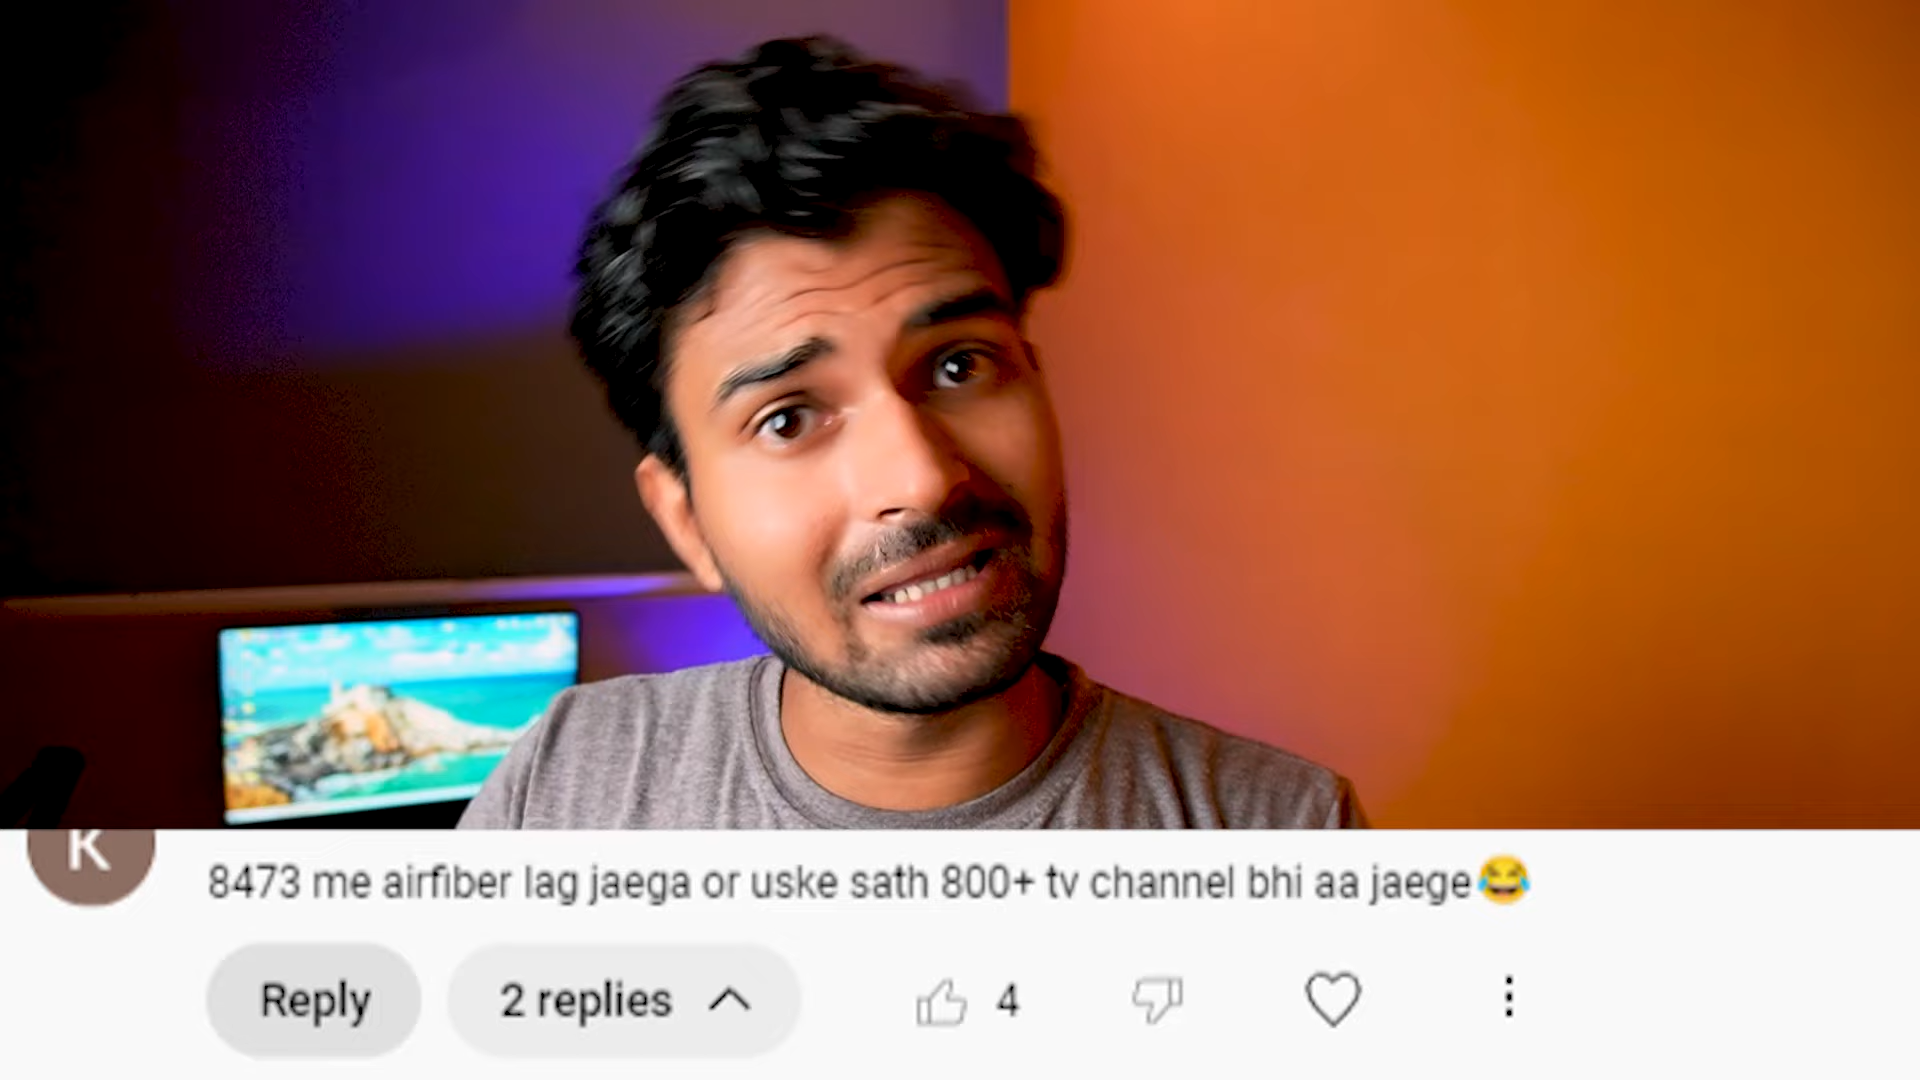 K
8473 me airfiber lag jaega or uske sath 800+ tv channel bhi aa jaege😂
Reply
2 replies
4